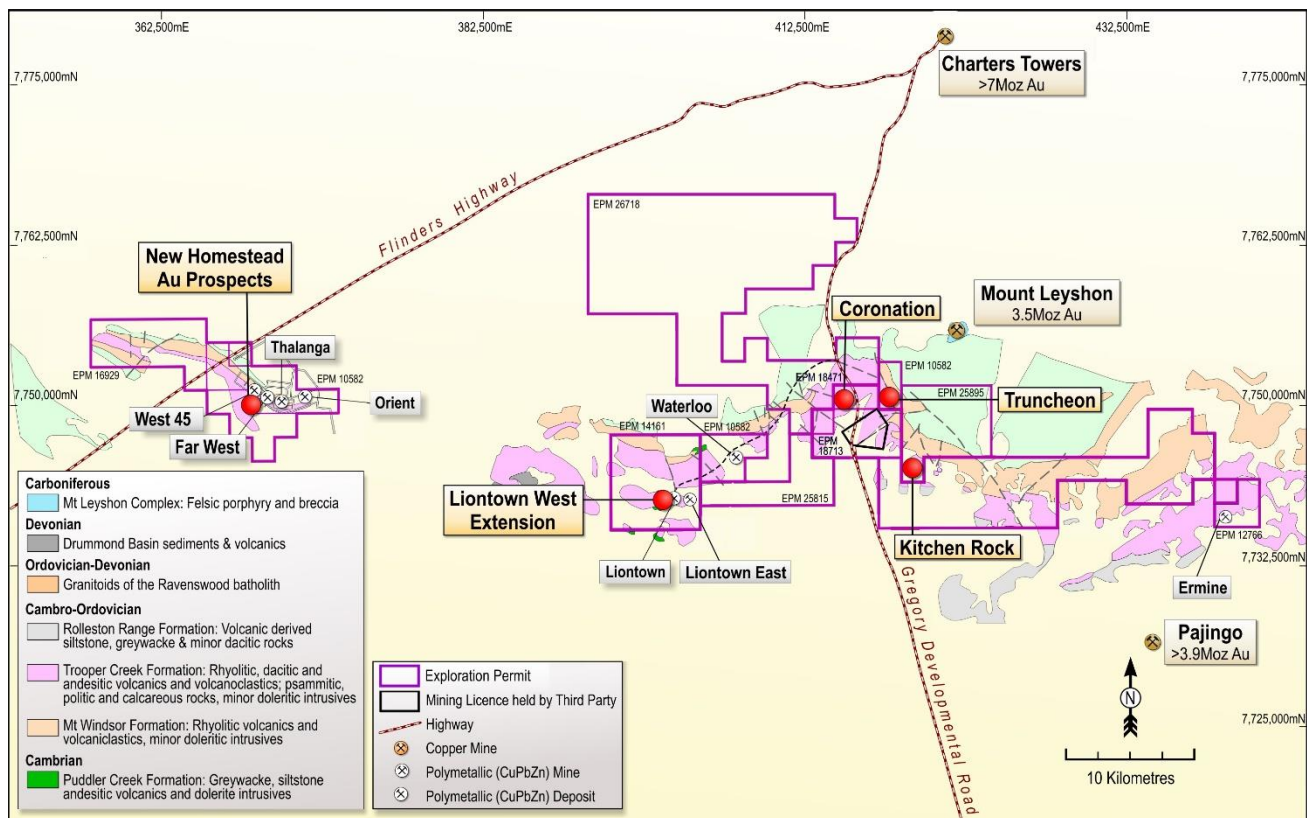 362,500mE
382,500mE
412,500mE
432,500mE
7,775,000mN
7,775,000mN
Charters Towers
>7Moz Au
Flinders Highway
EPM 26718
7,762,500mN
7,762,500mN
New Homestead
Au Prospects
Mount Leyshon
3.5Moz Au
Coronation
Thalanga
EPM 16929
EPM 10582
EPM 18471
EPM 10582
EPM 25895
7,750,000mN
7,750,000mN
West 45
Orient
Far West
Waterloo
Truncheon
EPM 14161
EPM 10582
EPM
18713
Liontown West
Extension
EPM 25815
Kitchen Rock
Liontown
Liontown East
EPM 12766
Ermine
7,732,500mN
Gregory Developmental Road
Pajingo
>3.9Moz Au
N
7,725,000mN
10 Kilometres
Carboniferous
Mt Leyshon Complex: Felsic porphyry and breccia
Devonian
Drummond Basin sediments & volcanics
Ordovician-Devonian
Granitoids of the Ravenswood batholith
Cambro-Ordovician
Rolleston Range Formation: Volcanic derived
siltstone, greywacke & minor dacitic rocks
Trooper Creek Formation: Rhyolitic, dacitic and
andesitic volcanics and volcanoclastics; psammitic,
politic and calcareous rocks, minor doleritic intrusives
Mt Windsor Formation: Rhyolitic volcanics and
volcaniclastics, minor doleritic intrusives
Cambrian
Puddler Creek Formation: Greywacke, siltstone
andesitic volcanics and dolerite intrusives
Exploration Permit
Mining Licence held by Third Party
Highway
Copper Mine
Polymetallic (CuPbZn) Mine
Polymetallic (CuPbZn) Deposit